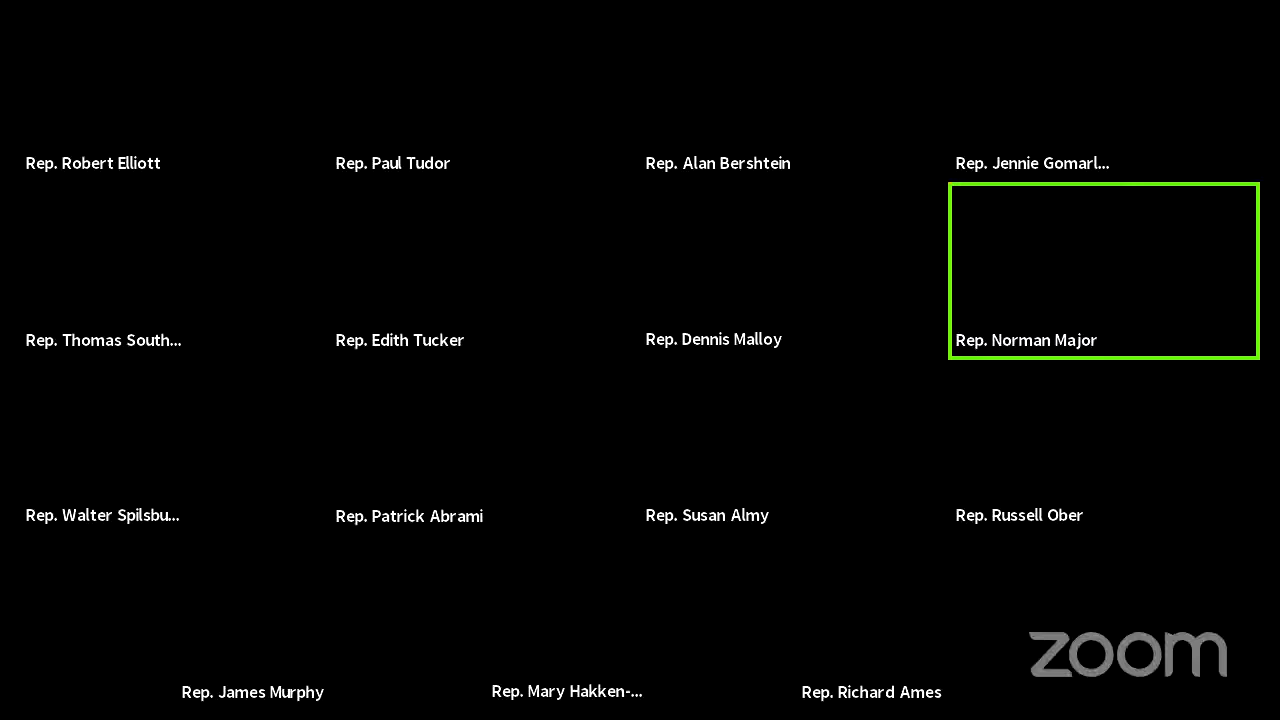 Rep. Robert Elliott
Rep. Paul Tudor
Rep. Alan Bershtein
Rep. Jennie Gomarl...
Rep. Thomas South...
Rep. Edith Tucker
Rep. Dennis Malloy
Rep. Norman Major
Rep. Walter Spilsbu...
Rep. Patrick Abrami
Rep. Susan Almy
Rep. Russell Ober
Rep. James Murphy
Rep. Mary Hakken-...
Rep. Richard Ames
zoom